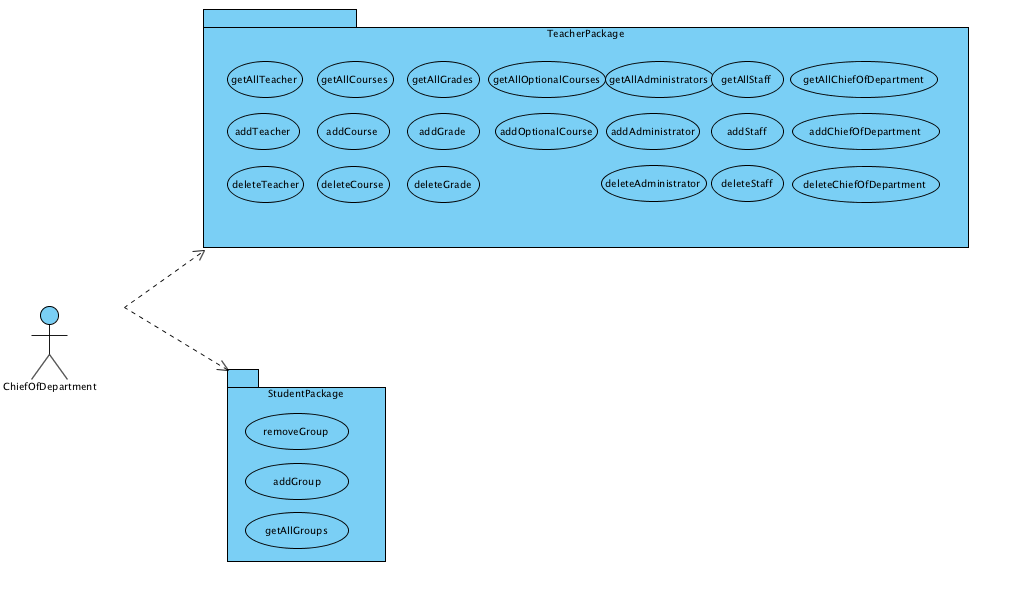 TeacherPackage
getAllTeacher
getAllCourses
getAllGrades
getAllOptionalCourses
getAllAdministrators
getAllStaff
getAllChiefOfDepartment
addTeacher
addCourse
addGrade
addOptionalCourse
addAdministrator
addStaff
addChiefOfDepartment
deleteTeacher
deleteCourse
deleteGrade
deleteAdministrator
deleteStaff
deleteChiefOfDepartment
ChiefOfDepartment
StudentPackage
removeGroup
addGroup
getAllGroups